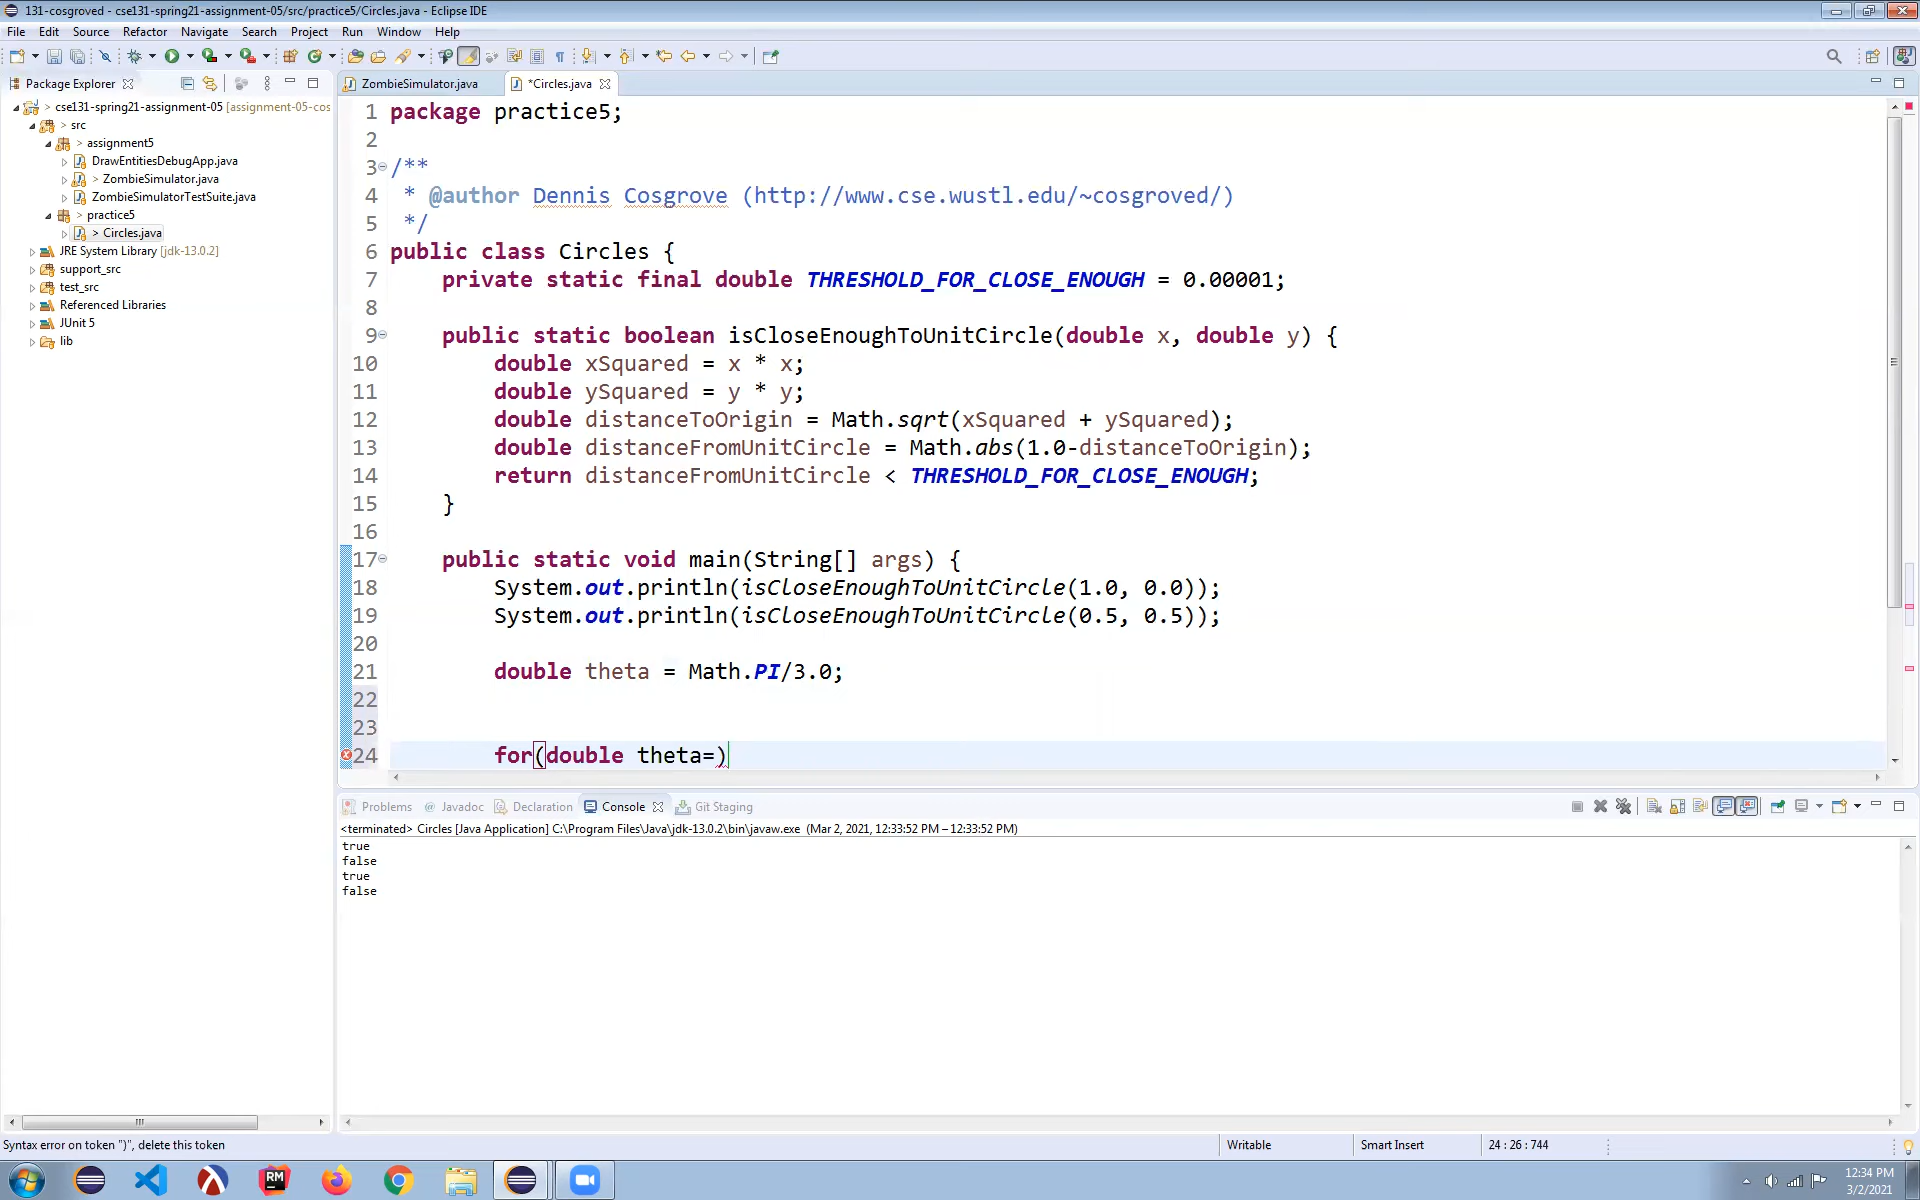 131-cosgroved - cse131-spring21-assignment-05/src/practice5/Circles.java - Eclipse IDE
File Edit Source Refactor Navigate Search Project Run Window Help
Package Explorer
ZombieSimulator.java
*Circles.java
> cse131-spring21-assignment-05 [assignment-05-cos
> src
> assignment5
DrawEntitiesDebugApp.java
> ZombieSimulator.java
ZombieSimulatorTestSuite.java
> practice5
> Circles.java
JRE System Library [jdk-13.0.2]
support_src
test_src
Referenced Libraries
JUnit 5
lib
1 package practice5;
2
3 /**
4 * @author Dennis Cosgrove (http://www.cse.wustl.edu/~cosgroved/)
5 */
6 public class Circles {
7 private static final double THRESHOLD_FOR_CLOSE_ENOUGH = 0.00001;
8
9 public static boolean isCloseEnoughToUnitCircle(double x, double y) {
10 double xSquared = x * x;
11 double ySquared = y * y;
12 double distanceToOrigin = Math.sqrt(xSquared + ySquared);
13 double distanceFromUnitCircle = Math.abs(1.0-distanceToOrigin);
14 return distanceFromUnitCircle < THRESHOLD_FOR_CLOSE_ENOUGH;
15 }
16
17 public static void main(String[] args) {
18 System.out.println(isCloseEnoughToUnitCircle(1.0, 0.0));
19 System.out.println(isCloseEnoughToUnitCircle(0.5, 0.5));
20
21 double theta = Math.PI/3.0;
22
23
24 for(double theta=)
Problems Javadoc Declaration Console Git Staging
<terminated> Circles [Java Application] C:\Program Files\Java\jdk-13.0.2\bin\javaw.exe (Mar 2, 2021, 12:33:52 PM – 12:33:52 PM)
true
false
true
false
Syntax error on token ")", delete this token
Writable
Smart Insert
24 : 26 : 744
RM
12:34 PM
3/2/2021